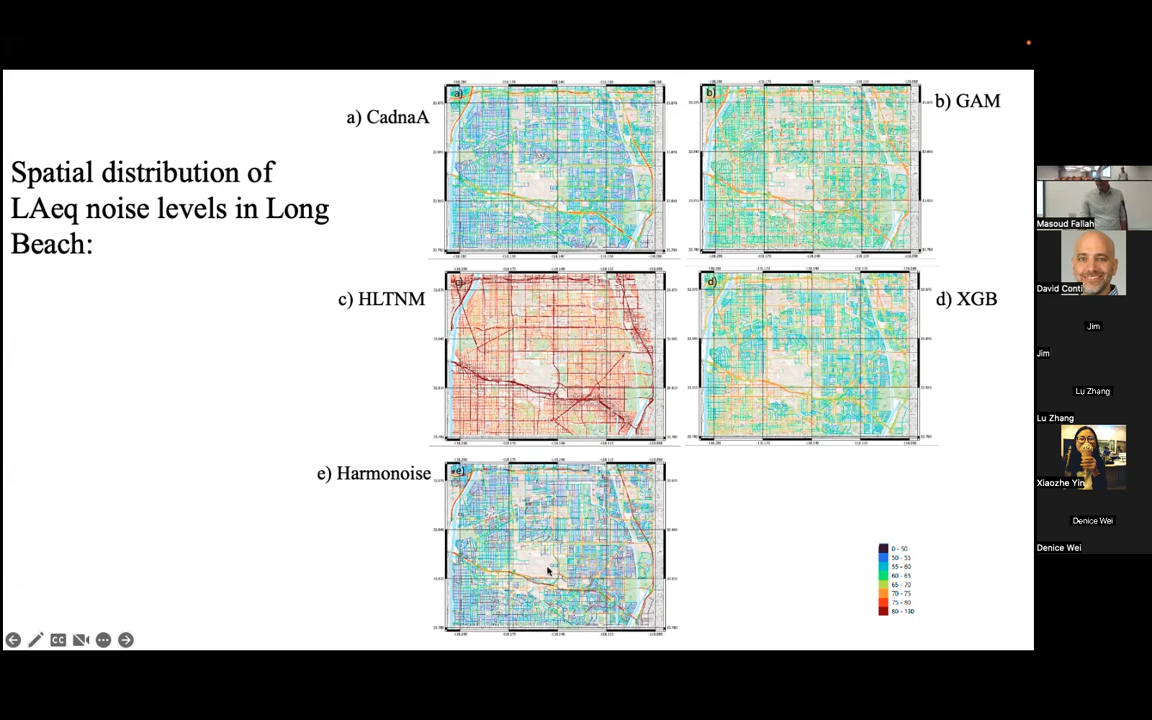 a) CadnaA
b) GAM
Spatial distribution of
LAeq noise levels in Long
Beach:
c) HLTNM
d) XGB
e) Harmonoise
a)
b)
d)
e)
0 - 50
50 - 55
55 - 60
60 - 65
65 - 70
70 - 75
75 - 80
80 - 130
CC
Masoud Fallah
David Conti
Jim
Jim
Lu Zhang
Lu Zhang
Xiaozhe Yin
Denice Wei
Denice Wei